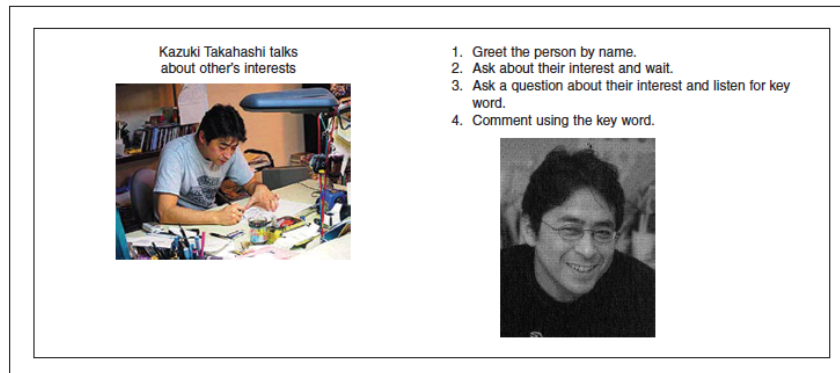 Kazuki Takahashi talks
about other's interests
1. Greet the person by name.
2. Ask about their interest and wait.
3. Ask a question about their interest and listen for key
word.
4. Comment using the key word.